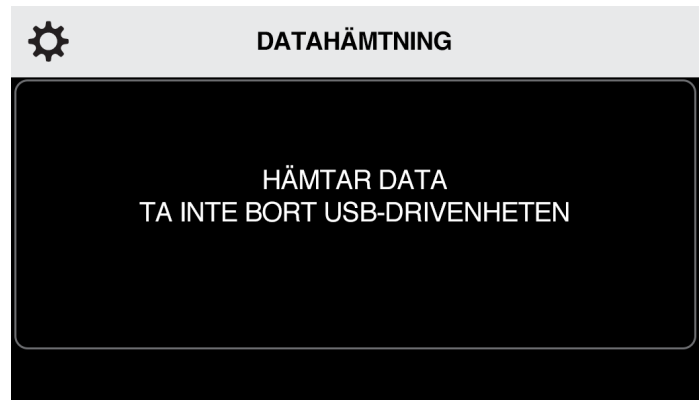 DATAHÄMTNING
HÄMTAR DATA
TA INTE BORT USB-DRIVENHETEN